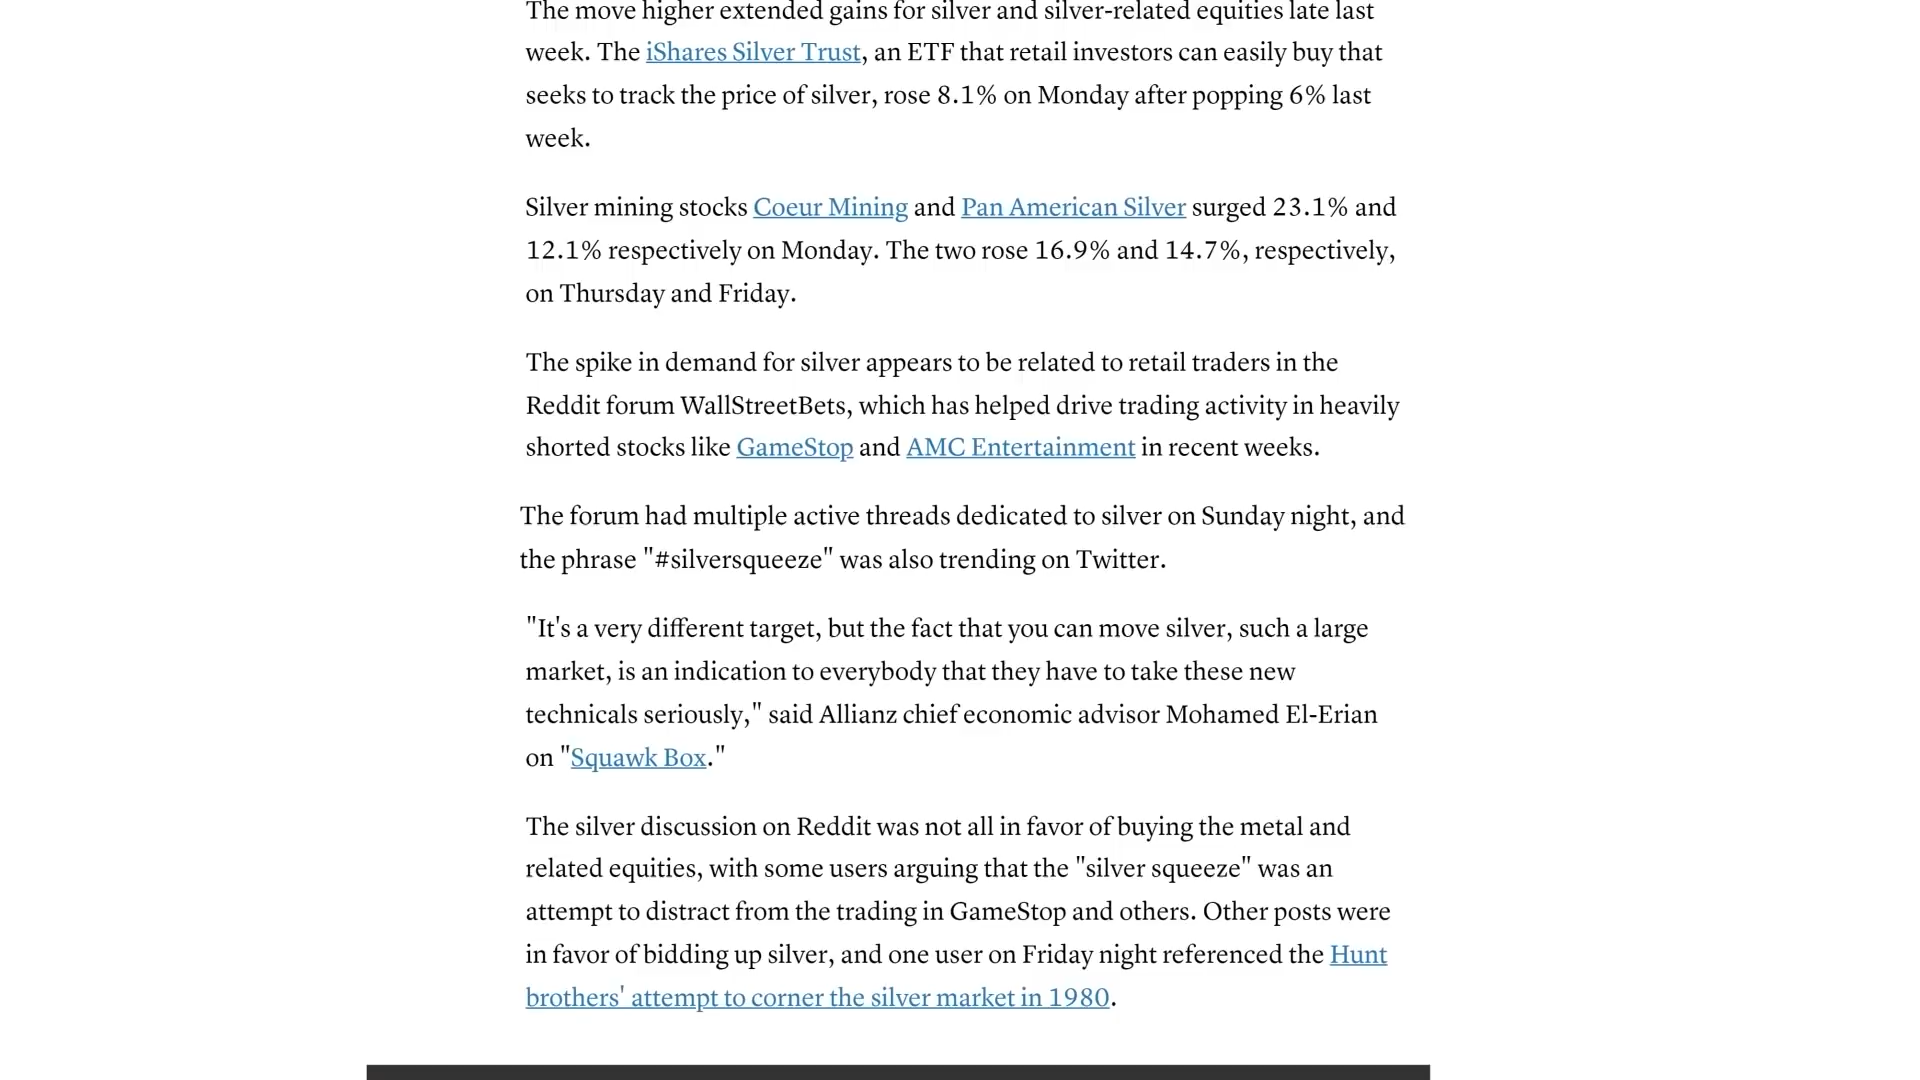 The move higher extended gains for silver and silver-related equities late last
week. The iShares Silver Trust, an ETF that retail investors can easily buy that
seeks to track the price of silver, rose 8.1% on Monday after popping 6% last
week.
Silver mining stocks Coeur Mining and Pan American Silver surged 23.1% and
12.1% respectively on Monday. The two rose 16.9% and 14.7%, respectively,
on Thursday and Friday.
The spike in demand for silver appears to be related to retail traders in the
Reddit forum WallStreetBets, which has helped drive trading activity in heavily
shorted stocks like GameStop and AMC Entertainment in recent weeks.
The forum had multiple active threads dedicated to silver on Sunday night, and
the phrase "#silversqueeze" was also trending on Twitter.
"It's a very different target, but the fact that you can move silver, such a large
market, is an indication to everybody that they have to take these new
technicals seriously," said Allianz chief economic advisor Mohamed El-Erian
on "Squawk Box."
The silver discussion on Reddit was not all in favor of buying the metal and
related equities, with some users arguing that the "silver squeeze" was an
attempt to distract from the trading in GameStop and others. Other posts were
in favor of bidding up silver, and one user on Friday night referenced the Hunt
brothers' attempt to corner the silver market in 1980.